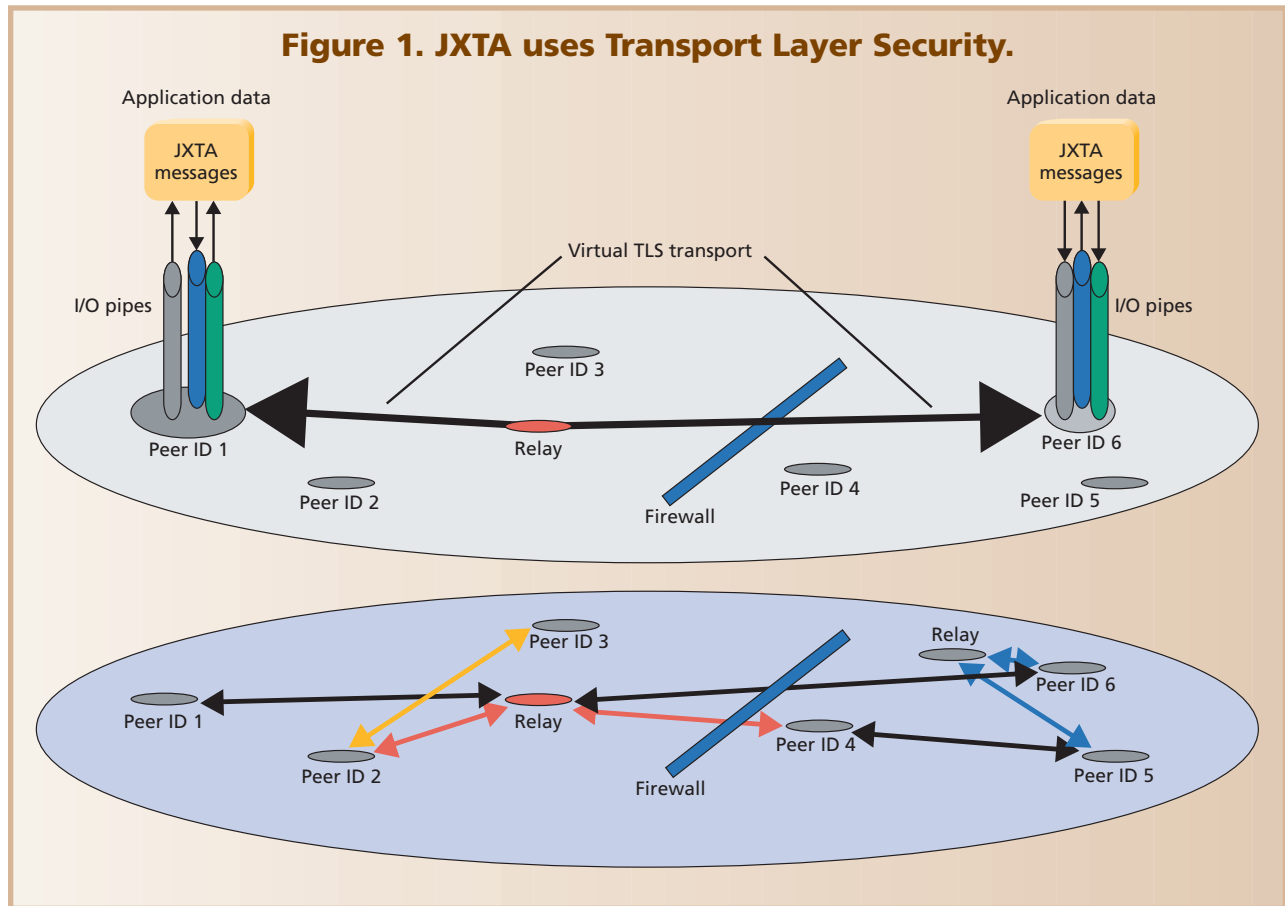 Figure 1. JXTA uses Transport Layer Security.
Application data
Application data
JXTA
messages
JXTA
messages
Virtual TLS transport
I/O pipes
I/O pipes
Peer ID 3
Peer ID 1
Relay
Peer ID 6
Peer ID 2
Peer ID 4
Peer ID 5
Firewall
Peer ID 3
Relay
Peer ID 6
Peer ID 1
Relay
Peer ID 4
Peer ID 2
Peer ID 5
Firewall